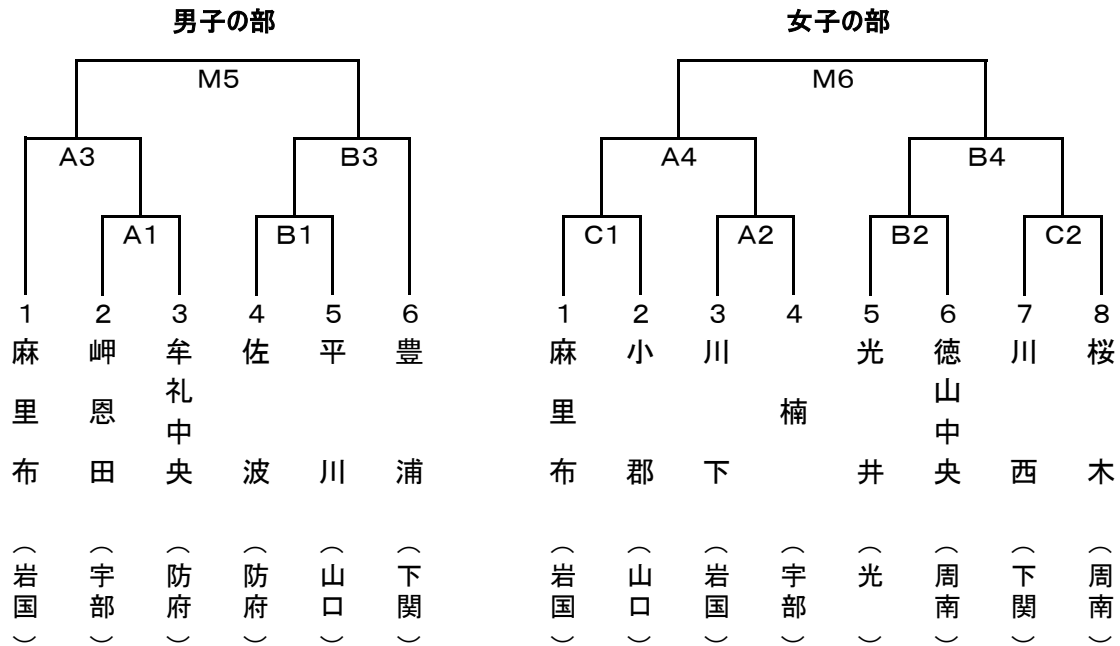 男子の部
M5
A3
B3
A1
B1
1 麻里布 （岩国）
2 岬恩田 （宇部）
3 牟礼中央 （防府）
4 佐波 （防府）
5 平川 （山口）
6 豊浦 （下関）
女子の部
M6
A4
B4
C1
A2
B2
C2
1 麻里布 （岩国）
2 小郡 （山口）
3 川下 （岩国）
4 楠 （宇部）
5 光井 （光）
6 徳山中央 （周南）
7 川西 （下関）
8 桜木 （周南）